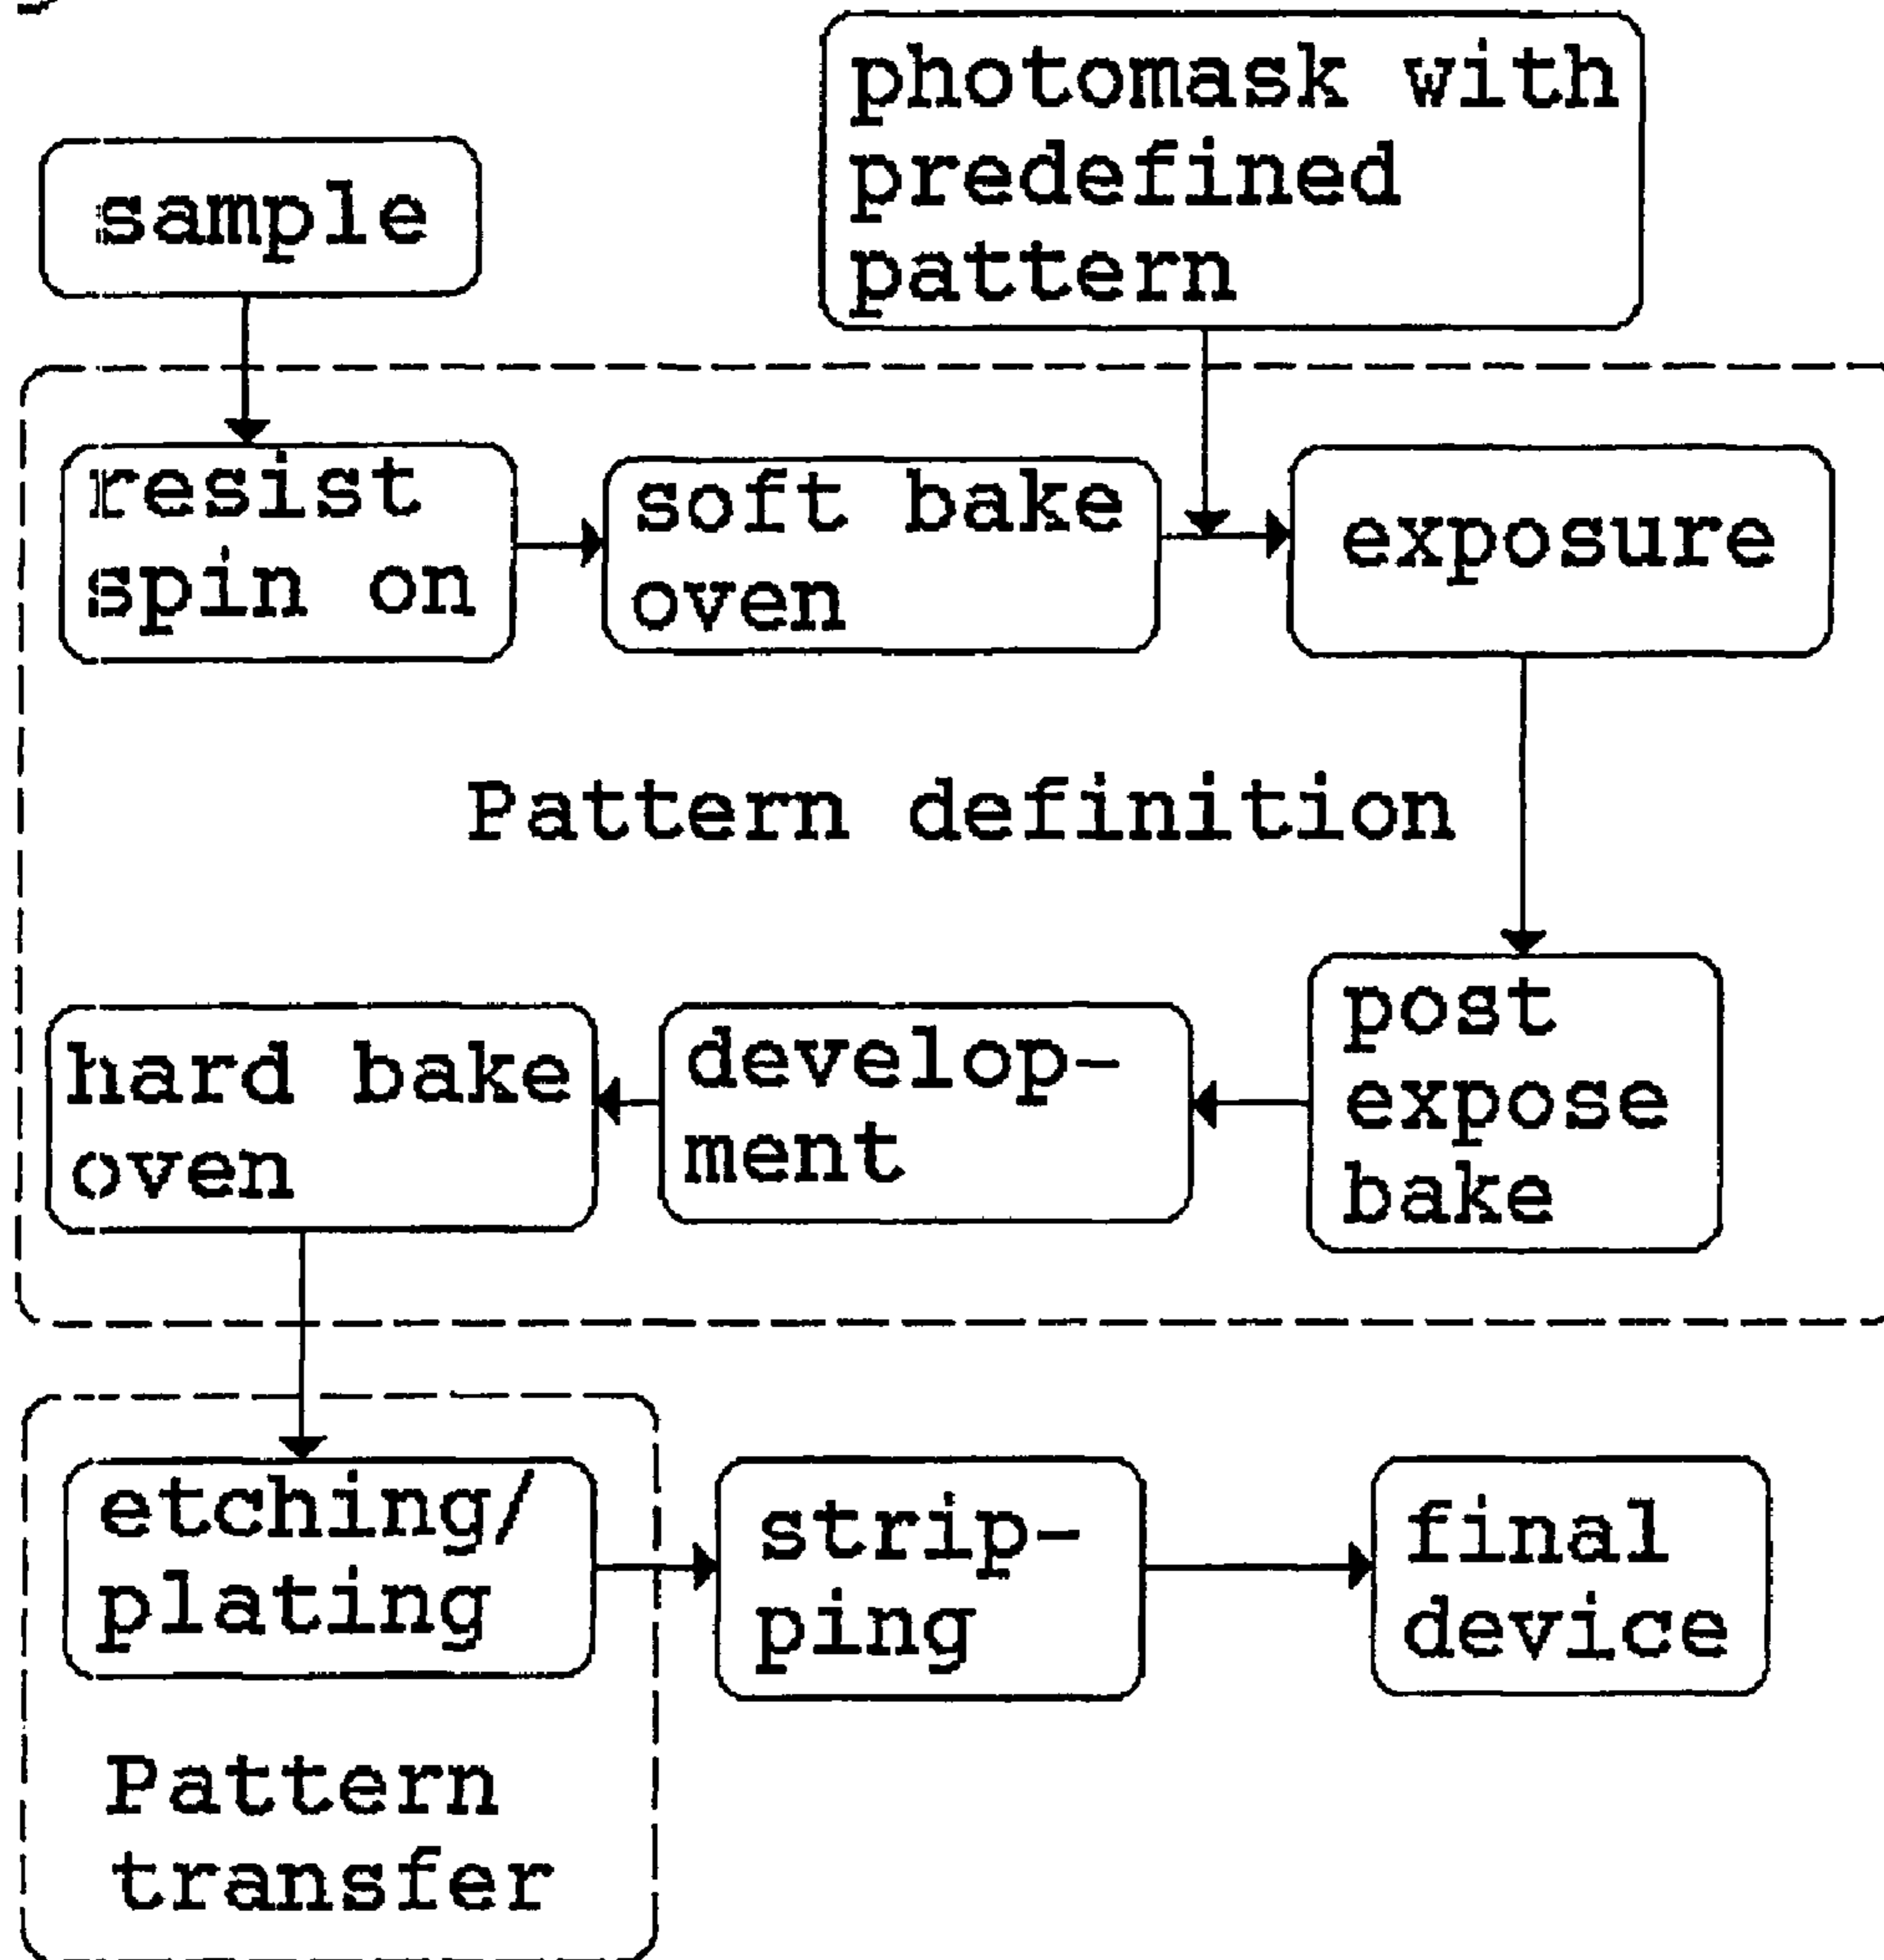 photomask with
predefined
pattern
sample
resist
spin on
soft bake
oven
exposure
Pattern definition
hard bake
oven
develop-
ment
post
expose
bake
etching/
plating
strip-
ping
final
device
Pattern
transfer